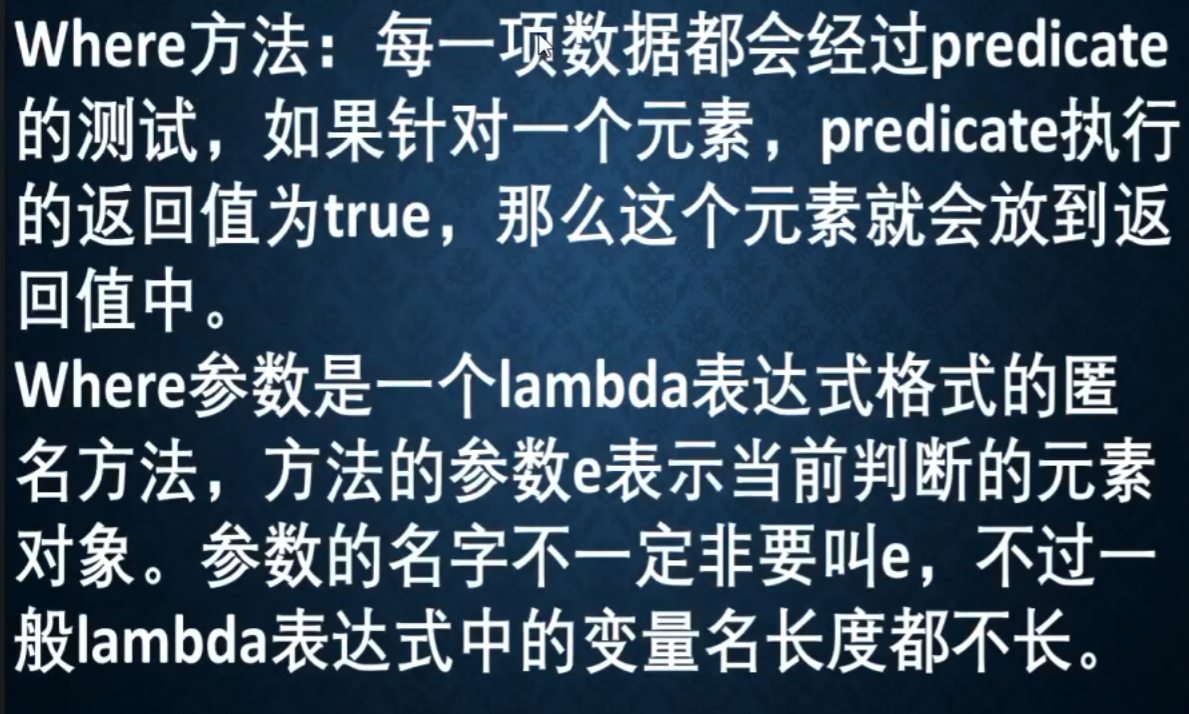 Where方法：每一项数据都会经过predicate
的测试，如果针对一个元素，predicate执行
的返回值为true，那么这个元素就会放到返
回值中。
Where参数是一个lambda表达式格式的匿
名方法，方法的参数e表示当前判断的元素
对象。参数的名字不一定非要叫e，不过一
般lambda表达式中的变量名长度都不长。